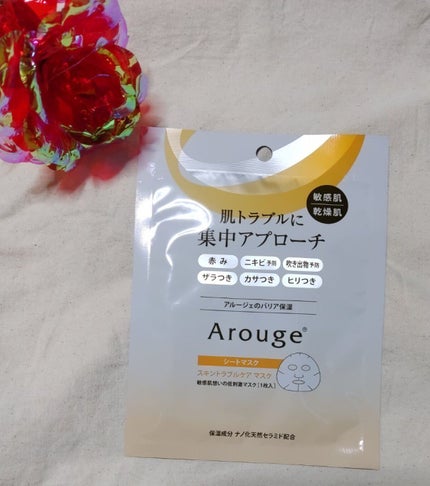 敏感肌
乾燥肌
肌トラブルに
集中アプローチ
赤み ニキビ予防 吹き出物予防
ザラつき カサつき ヒリつき
アルージェのバリア保湿
Arouge®
シートマスク
スキントラブルケア マスク
敏感肌想いの低刺激マスク［1枚入］
保湿成分 ナノ化天然セラミド配合